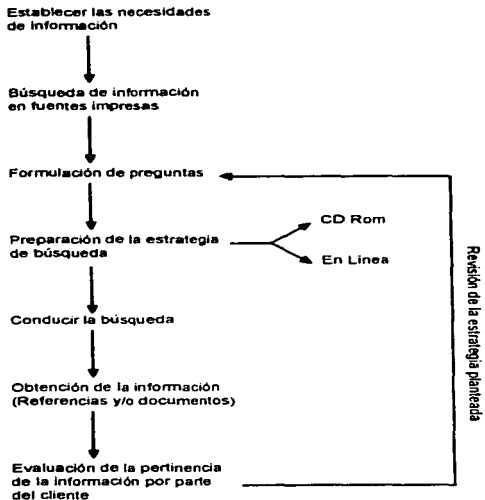 Establecer las necesidades
de información
Búsqueda de información
en fuentes impresas
Formulación de preguntas
Preparación de la estrategia
de búsqueda
CD Rom
En Línea
Conducir la búsqueda
Obtención de la información
(Referencias y/o documentos)
Evaluación de la pertinencia
de la información por parte
del cliente
Revisión de la estrategia planteada